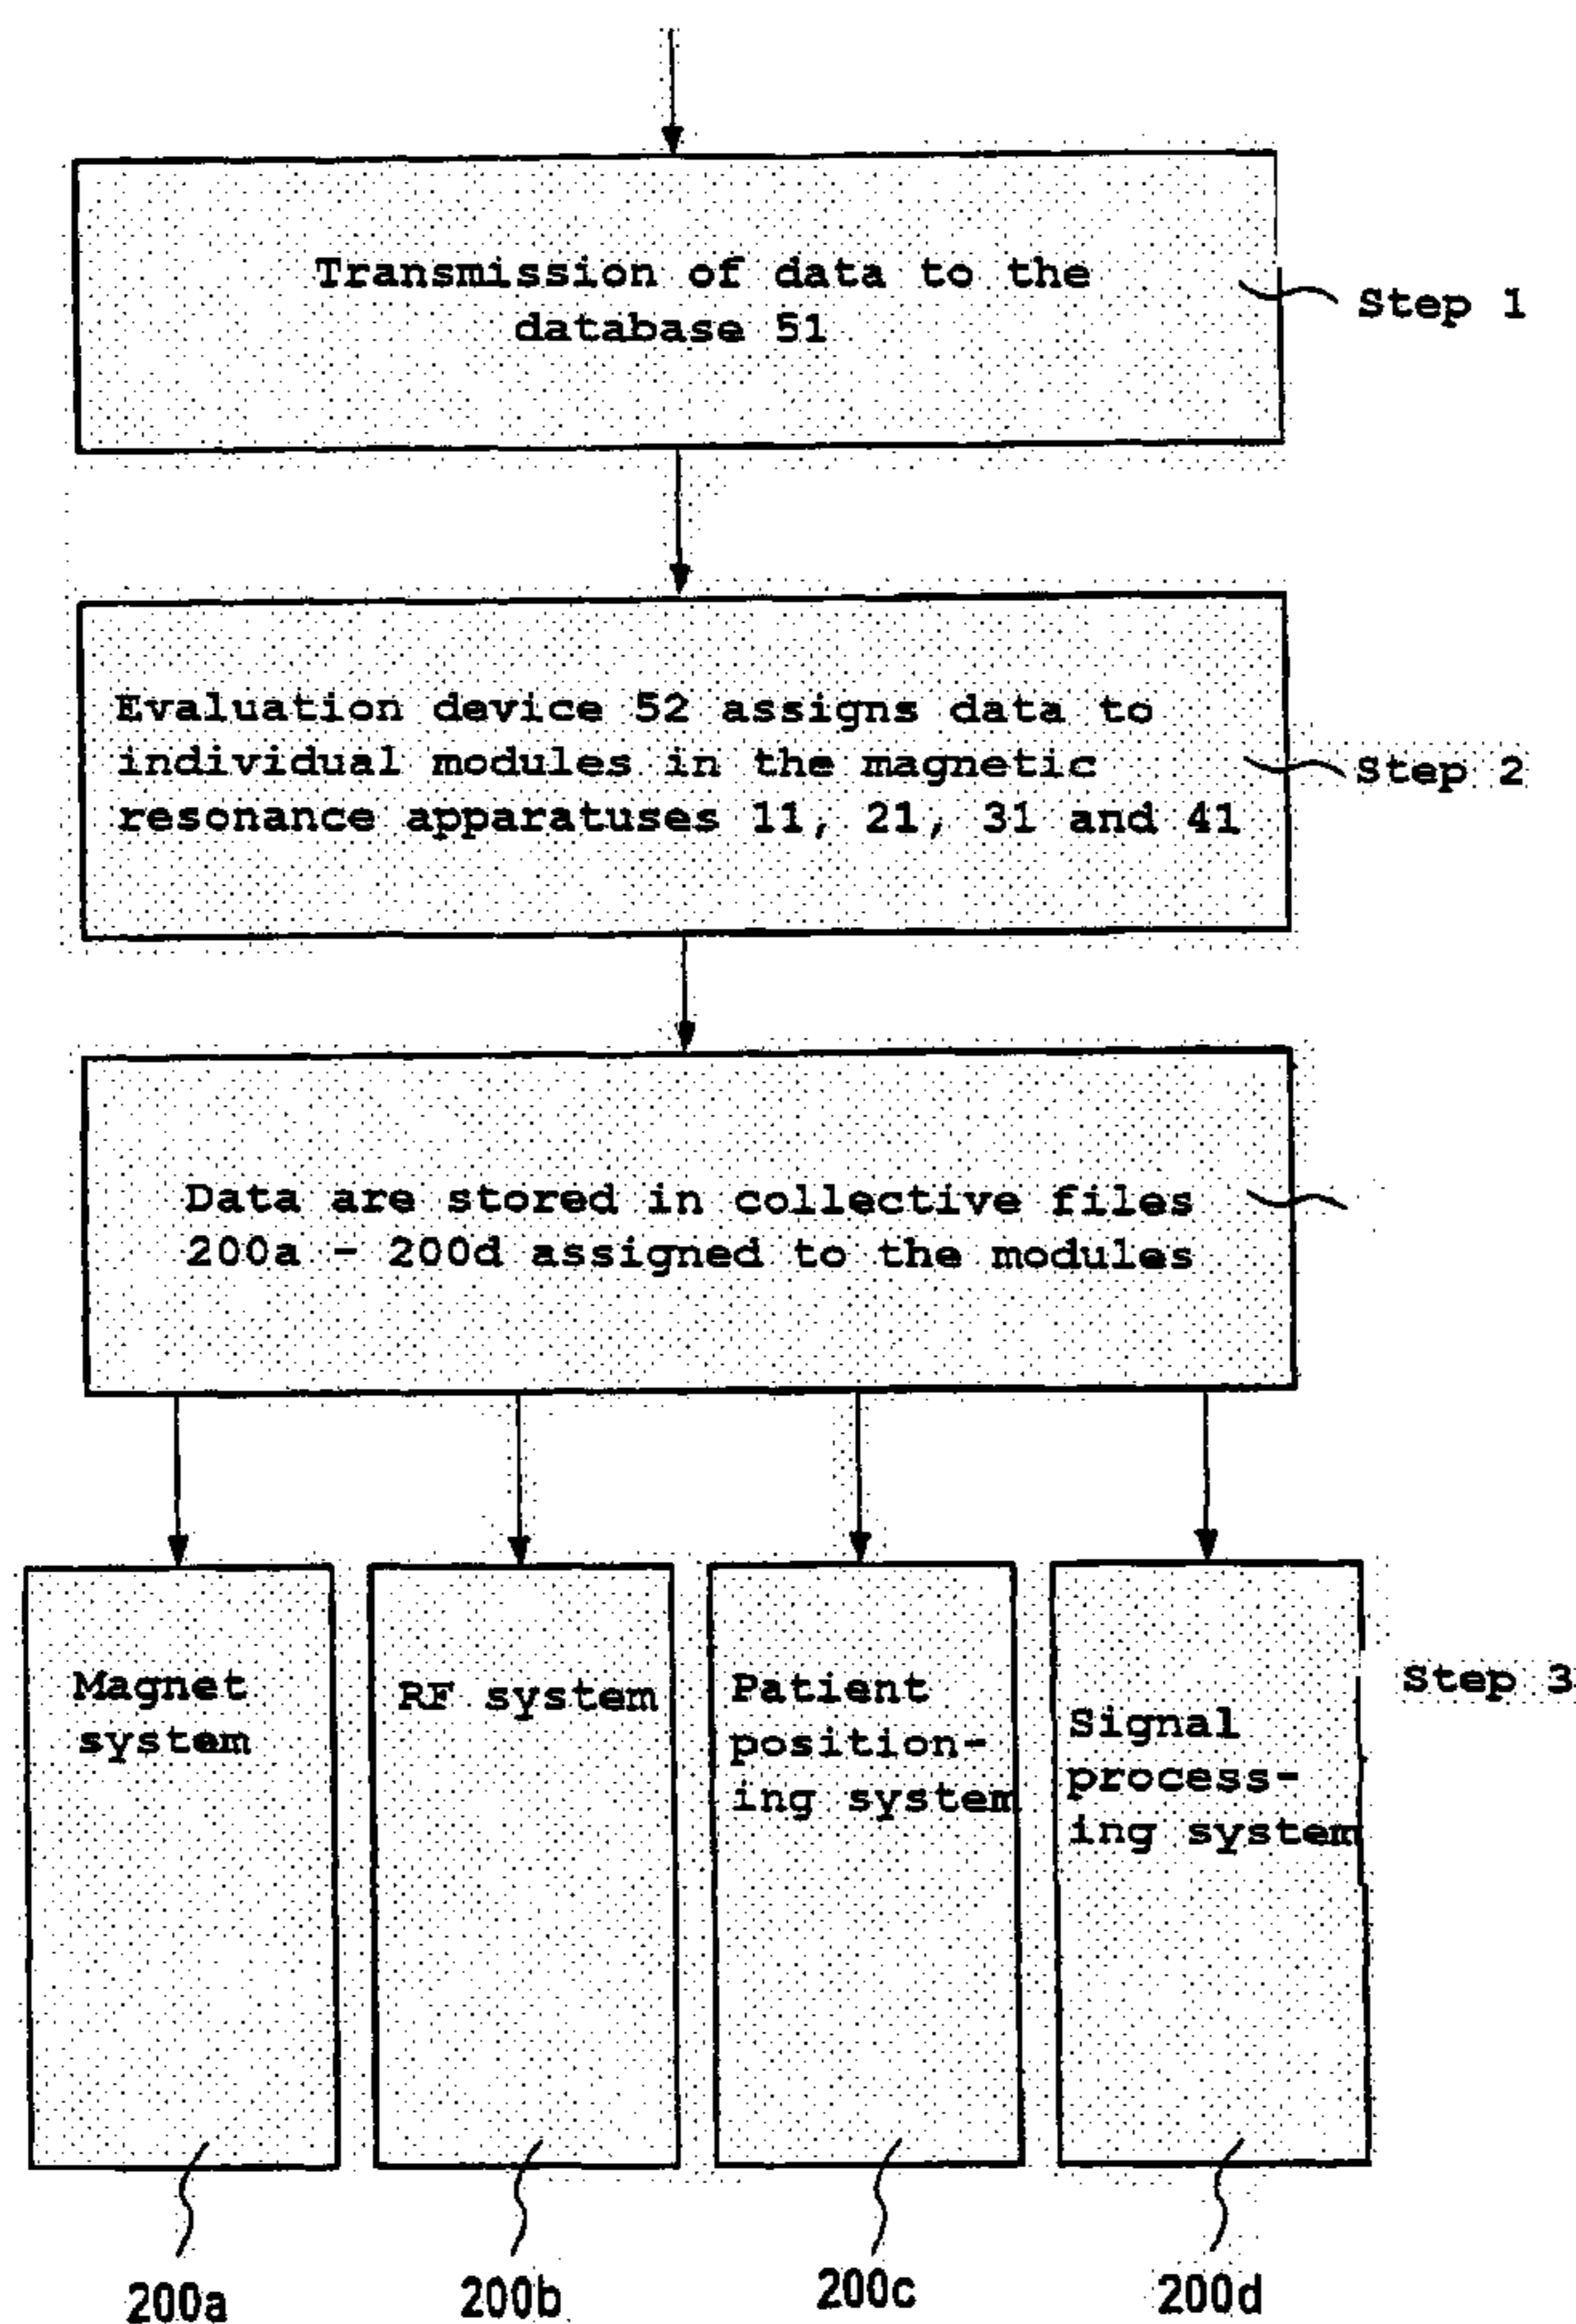 Transmission of data to the
database 51
Step 1
Evaluation device 52 assigns data to
individual modules in the magnetic
resonance apparatuses 11, 21, 31 and 41
Step 2
Data are stored in collective files
200a - 200d assigned to the modules
Magnet
system
RF system
Patient
position-
ing system
Signal
process-
ing system
Step 3
200a
200b
200c
200d